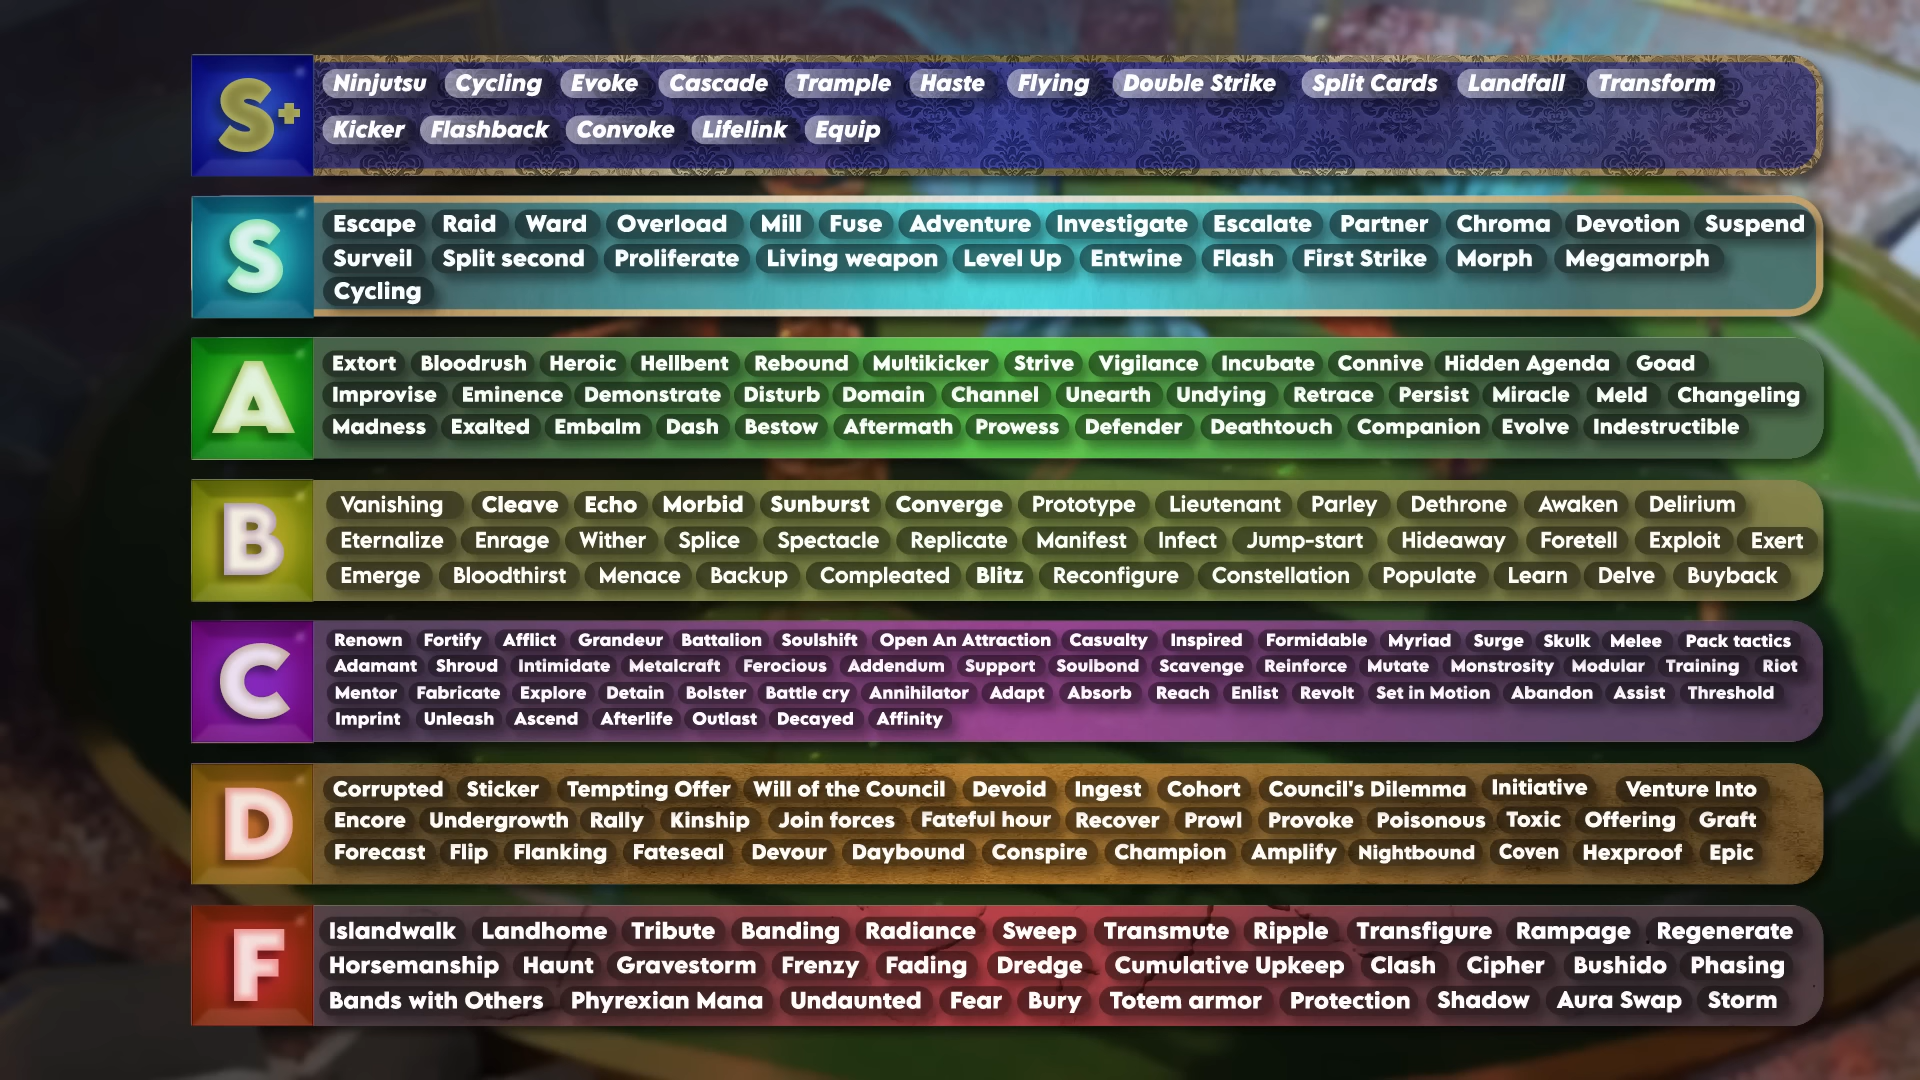 S+
Ninjutsu Cycling Evoke Cascade Trample Haste Flying Double Strike Split Cards Landfall Transform
Kicker Flashback Convoke Lifelink Equip
S
Escape Raid Ward Overload Mill Fuse Adventure Investigate Escalate Partner Chroma Devotion Suspend
Surveil Split second Proliferate Living weapon Level Up Entwine Flash First Strike Morph Megamorph
Cycling
A
Extort Bloodrush Heroic Hellbent Rebound Multikicker Strive Vigilance Incubate Connive Hidden Agenda Goad
Improvise Eminence Demonstrate Disturb Domain Channel Unearth Undying Retrace Persist Miracle Meld Changeling
Madness Exalted Embalm Dash Bestow Aftermath Prowess Defender Deathtouch Companion Evolve Indestructible
B
Vanishing Cleave Echo Morbid Sunburst Converge Prototype Lieutenant Parley Dethrone Awaken Delirium
Eternalize Enrage Wither Splice Spectacle Replicate Manifest Infect Jump-start Hideaway Foretell Exploit Exert
Emerge Bloodthirst Menace Backup Compleated Blitz Reconfigure Constellation Populate Learn Delve Buyback
C
Renown Fortify Afflict Grandeur Battalion Soulshift Open An Attraction Casualty Inspired Formidable Myriad Surge Skulk Melee Pack tactics
Adamant Shroud Intimidate Metalcraft Ferocious Addendum Support Soulbond Scavenge Reinforce Mutate Monstrosity Modular Training Riot
Mentor Fabricate Explore Detain Bolster Battle cry Annihilator Adapt Absorb Reach Enlist Revolt Set in Motion Abandon Assist Threshold
Imprint Unleash Ascend Afterlife Outlast Decayed Affinity
D
Corrupted Sticker Tempting Offer Will of the Council Devoid Ingest Cohort Council's Dilemma Initiative Venture Into
Encore Undergrowth Rally Kinship Join forces Fateful hour Recover Prowl Provoke Poisonous Toxic Offering Graft
Forecast Flip Flanking Fateseal Devour Daybound Conspire Champion Amplify Nightbound Coven Hexproof Epic
F
Islandwalk Landhome Tribute Banding Radiance Sweep Transmute Ripple Transfigure Rampage Regenerate
Horsemanship Haunt Gravestorm Frenzy Fading Dredge Cumulative Upkeep Clash Cipher Bushido Phasing
Bands with Others Phyrexian Mana Undaunted Fear Bury Totem armor Protection Shadow Aura Swap Storm